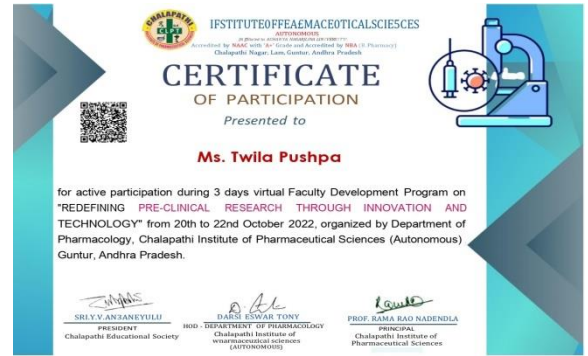 CHALAPATHI
CIPT
IFSTITUTEOFFEAEMACEOTICALSCIE5CES
AUTONOMOUS
Accredited by NAAC with 'A+' Grade and Accredited by NBA (B. Pharmacy)
Chalapathi Nagar, Lam, Guntur, Andhra Pradesh
CERTIFICATE
OF PARTICIPATION
Presented to
Ms. Twila Pushpa
for active participation during 3 days virtual Faculty Development Program on
"REDEFINING PRE-CLINICAL RESEARCH THROUGH INNOVATION AND
TECHNOLOGY" from 20th to 22nd October 2022, organized by Department of
Pharmacology, Chalapathi Institute of Pharmaceutical Sciences (Autonomous)
Guntur, Andhra Pradesh.
SRI.Y.V.AN3ANEYULU
PRESIDENT
Chalapathi Educational Society
DARSI ESWAR TONY
HOD - DEPARTMENT OF PHARMACOLOGY
Chalapathi Institute of
wnarmaceuzical sciences
(AUTONOMOUS)
PROF. RAMA RAO NADENDLA
PRINCIPAL
Chalapathi Institute of
Pharmaceutical Sciences